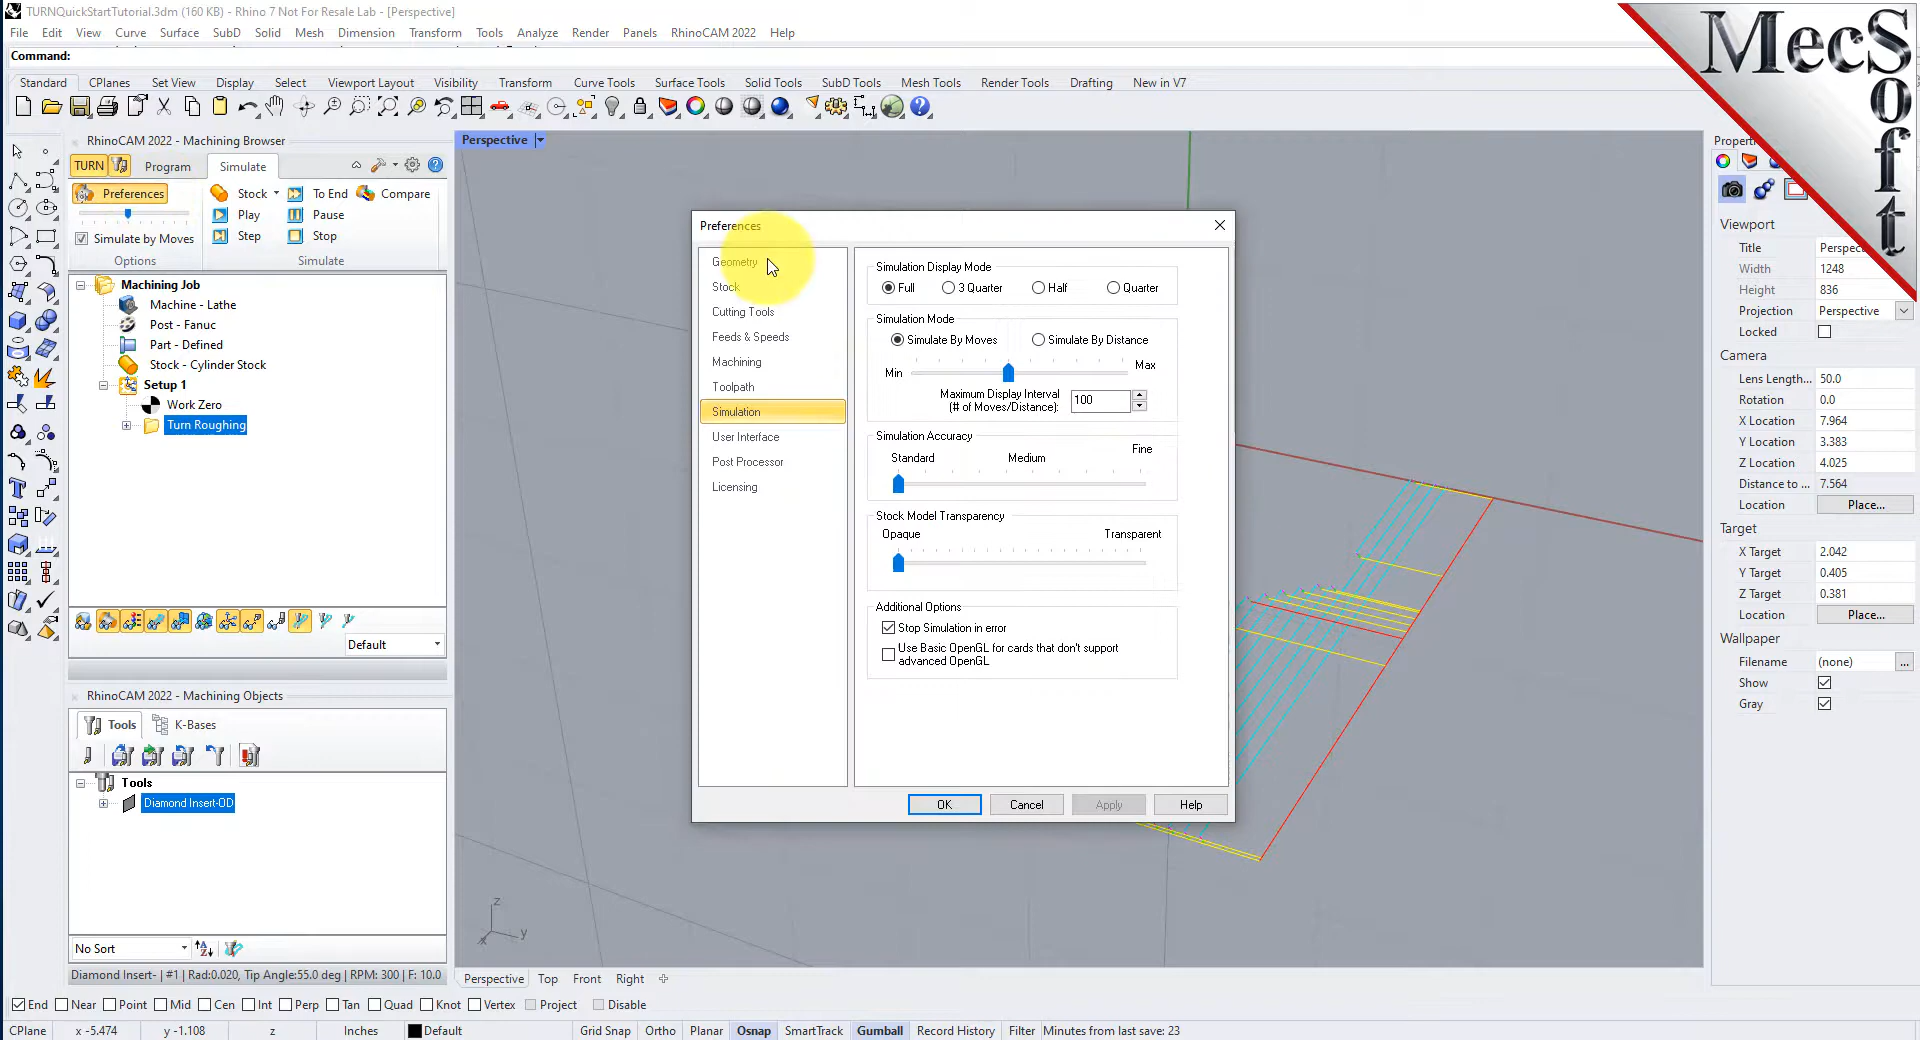 TURNQuickStartTutorial.3dm (160 KB) - Rhino 7 Not For Resale Lab - [Perspective]
File Edit View Curve Surface SubD Solid Mesh Dimension Transform Tools Analyze Render Panels RhinoCAM 2022 Help
Command:
Standard CPlanes Set View Display Select Viewport Layout Visibility Transform Curve Tools Surface Tools Solid Tools SubD Tools Mesh Tools Render Tools Drafting New in V7
MecSoft
RhinoCAM 2022 - Machining Browser
TURN Program Simulate
Preferences Stock To End Compare
Play Pause
Simulate by Moves Step Stop
Options Simulate
Machining Job
Machine - Lathe
Post - Fanuc
Part - Defined
Stock - Cylinder Stock
Setup 1
Work Zero
Turn Roughing
Default
RhinoCAM 2022 - Machining Objects
Tools K-Bases
Tools
Diamond Insert-OD
No Sort
Diamond Insert- | #1 | Rad:0.020, Tip Angle:55.0 deg | RPM: 300 | F: 10.0
Perspective
Preferences
Geometry
Stock
Cutting Tools
Feeds & Speeds
Machining
Toolpath
Simulation
User Interface
Post Processor
Licensing
Simulation Display Mode
Full 3 Quarter Half Quarter
Simulation Mode
Simulate By Moves Simulate By Distance
Min Max
Maximum Display Interval
(# of Moves/Distance): 100
Simulation Accuracy
Standard Medium Fine
Stock Model Transparency
Opaque Transparent
Additional Options
Stop Simulation in error
Use Basic OpenGL for cards that don't support
advanced OpenGL
OK Cancel Apply Help
z
x y
Perspective Top Front Right
Viewport
Title Perspec
Width 1248
Height 836
Projection Perspective
Locked
Camera
Lens Length... 50.0
Rotation 0.0
X Location 7.964
Y Location 3.383
Z Location 4.025
Distance to ... 7.564
Location Place...
Target
X Target 2.042
Y Target 0.405
Z Target 0.381
Location Place...
Wallpaper
Filename (none) ...
Show
Gray
End Near Point Mid Cen Int Perp Tan Quad Knot Vertex Project Disable
CPlane x -5.474 y -1.108 z Inches Default Grid Snap Ortho Planar Osnap SmartTrack Gumball Record History Filter Minutes from last save: 23